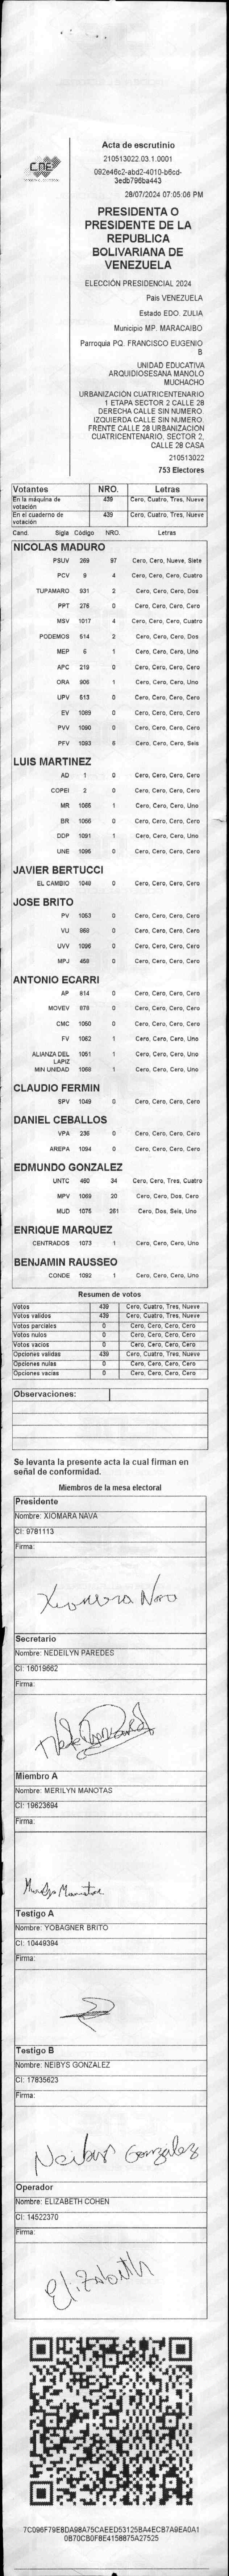 CNE
Acta de escrutinio
210513022.03.1.0001
092e46c2-abd2-4010-b6cd-
3edb796ba443
28/07/2024 07:05:06 PM
PRESIDENTA O
PRESIDENTE DE LA
REPUBLICA
BOLIVARIANA DE
VENEZUELA
ELECCIÓN PRESIDENCIAL 2024
País VENEZUELA
Estado EDO. ZULIA
Municipio MP. MARACAIBO
Parroquia PQ. FRANCISCO EUGENIO
B
UNIDAD EDUCATIVA
ARQUIDIOSESANA MANOLO
MUCHACHO
URBANIZACIÓN CUATRICENTENARIO
1 ETAPA SECTOR 2 CALLE 28
DERECHA CALLE SIN NUMERO.
IZQUIERDA CALLE SIN NUMERO.
FRENTE CALLE 28 URBANIZACIÓN
CUATRICENTENARIO, SECTOR 2,
CALLE 28 CASA
210513022
753 Electores
Votantes NRO. Letras
En la máquina de votación 439 Cero, Cuatro, Tres, Nueve
En el cuaderno de votación 439 Cero, Cuatro, Tres, Nueve
Cand. Sigla Código NRO. Letras
NICOLAS MADURO
PSUV 269 97 Cero, Cero, Nueve, Siete
PCV 9 4 Cero, Cero, Cero, Cuatro
TUPAMARO 931 2 Cero, Cero, Cero, Dos
PPT 278 0 Cero, Cero, Cero, Cero
MSV 1017 4 Cero, Cero, Cero, Cuatro
PODEMOS 514 2 Cero, Cero, Cero, Dos
MEP 6 1 Cero, Cero, Cero, Uno
APC 219 0 Cero, Cero, Cero, Cero
ORA 906 1 Cero, Cero, Cero, Uno
UPV 513 0 Cero, Cero, Cero, Cero
EV 1089 0 Cero, Cero, Cero, Cero
PVV 1090 0 Cero, Cero, Cero, Cero
PFV 1093 6 Cero, Cero, Cero, Seis
LUIS MARTINEZ
AD 1 0 Cero, Cero, Cero, Cero
COPEI 2 0 Cero, Cero, Cero, Cero
MR 1065 1 Cero, Cero, Cero, Uno
BR 1066 0 Cero, Cero, Cero, Cero
DDP 1091 1 Cero, Cero, Cero, Uno
UNE 1095 0 Cero, Cero, Cero, Cero
JAVIER BERTUCCI
EL CAMBIO 1049 0 Cero, Cero, Cero, Cero
JOSE BRITO
PV 1053 0 Cero, Cero, Cero, Cero
VU 968 0 Cero, Cero, Cero, Cero
UVV 1096 0 Cero, Cero, Cero, Cero
MPJ 458 0 Cero, Cero, Cero, Cero
ANTONIO ECARRI
AP 814 0 Cero, Cero, Cero, Cero
MOVEV 878 0 Cero, Cero, Cero, Cero
CMC 1050 0 Cero, Cero, Cero, Cero
FV 1062 1 Cero, Cero, Cero, Uno
ALIANZA DEL LAPIZ 1051 1 Cero, Cero, Cero, Uno
MIN UNIDAD 1068 1 Cero, Cero, Cero, Uno
CLAUDIO FERMIN
SPV 1049 0 Cero, Cero, Cero, Cero
DANIEL CEBALLOS
VPA 236 0 Cero, Cero, Cero, Cero
AREPA 1094 0 Cero, Cero, Cero, Cero
EDMUNDO GONZALEZ
UNTC 460 34 Cero, Cero, Tres, Cuatro
MPV 1069 20 Cero, Cero, Dos, Cero
MUD 1075 261 Cero, Dos, Seis, Uno
ENRIQUE MARQUEZ
CENTRADOS 1073 1 Cero, Cero, Cero, Uno
BENJAMIN RAUSSEO
CONDE 1092 1 Cero, Cero, Cero, Uno
Resumen de votos
Votos 439 Cero, Cuatro, Tres, Nueve
Votos validos 439 Cero, Cuatro, Tres, Nueve
Votos parciales 0 Cero, Cero, Cero, Cero
Votos nulos 0 Cero, Cero, Cero, Cero
Votos vacios 0 Cero, Cero, Cero, Cero
Opciones validas 439 Cero, Cuatro, Tres, Nueve
Opciones nulas 0 Cero, Cero, Cero, Cero
Opciones vacias 0 Cero, Cero, Cero, Cero
Observaciones:
Se levanta la presente acta la cual firman en
señal de conformidad.
Miembros de la mesa electoral
Presidente
Nombre: XIOMARA NAVA
CI: 9781113
Firma:
Xiomara Nava
Secretario
Nombre: NEDEILYN PAREDES
CI: 16019662
Firma:
Miembro A
Nombre: MERILYN MANOTAS
CI: 19623694
Firma:
Testigo A
Nombre: YOBAGNER BRITO
CI: 10449394
Firma:
Testigo B
Nombre: NEIBYS GONZALEZ
CI: 17835623
Firma:
Neibys Gonzalez
Operador
Nombre: ELIZABETH COHEN
CI: 14522370
Firma:
Elizabeth
7C096F79E8DA98A75CAEED53125BA4ECB7A9EA0A1
0B70CB0FBE4158875A27525